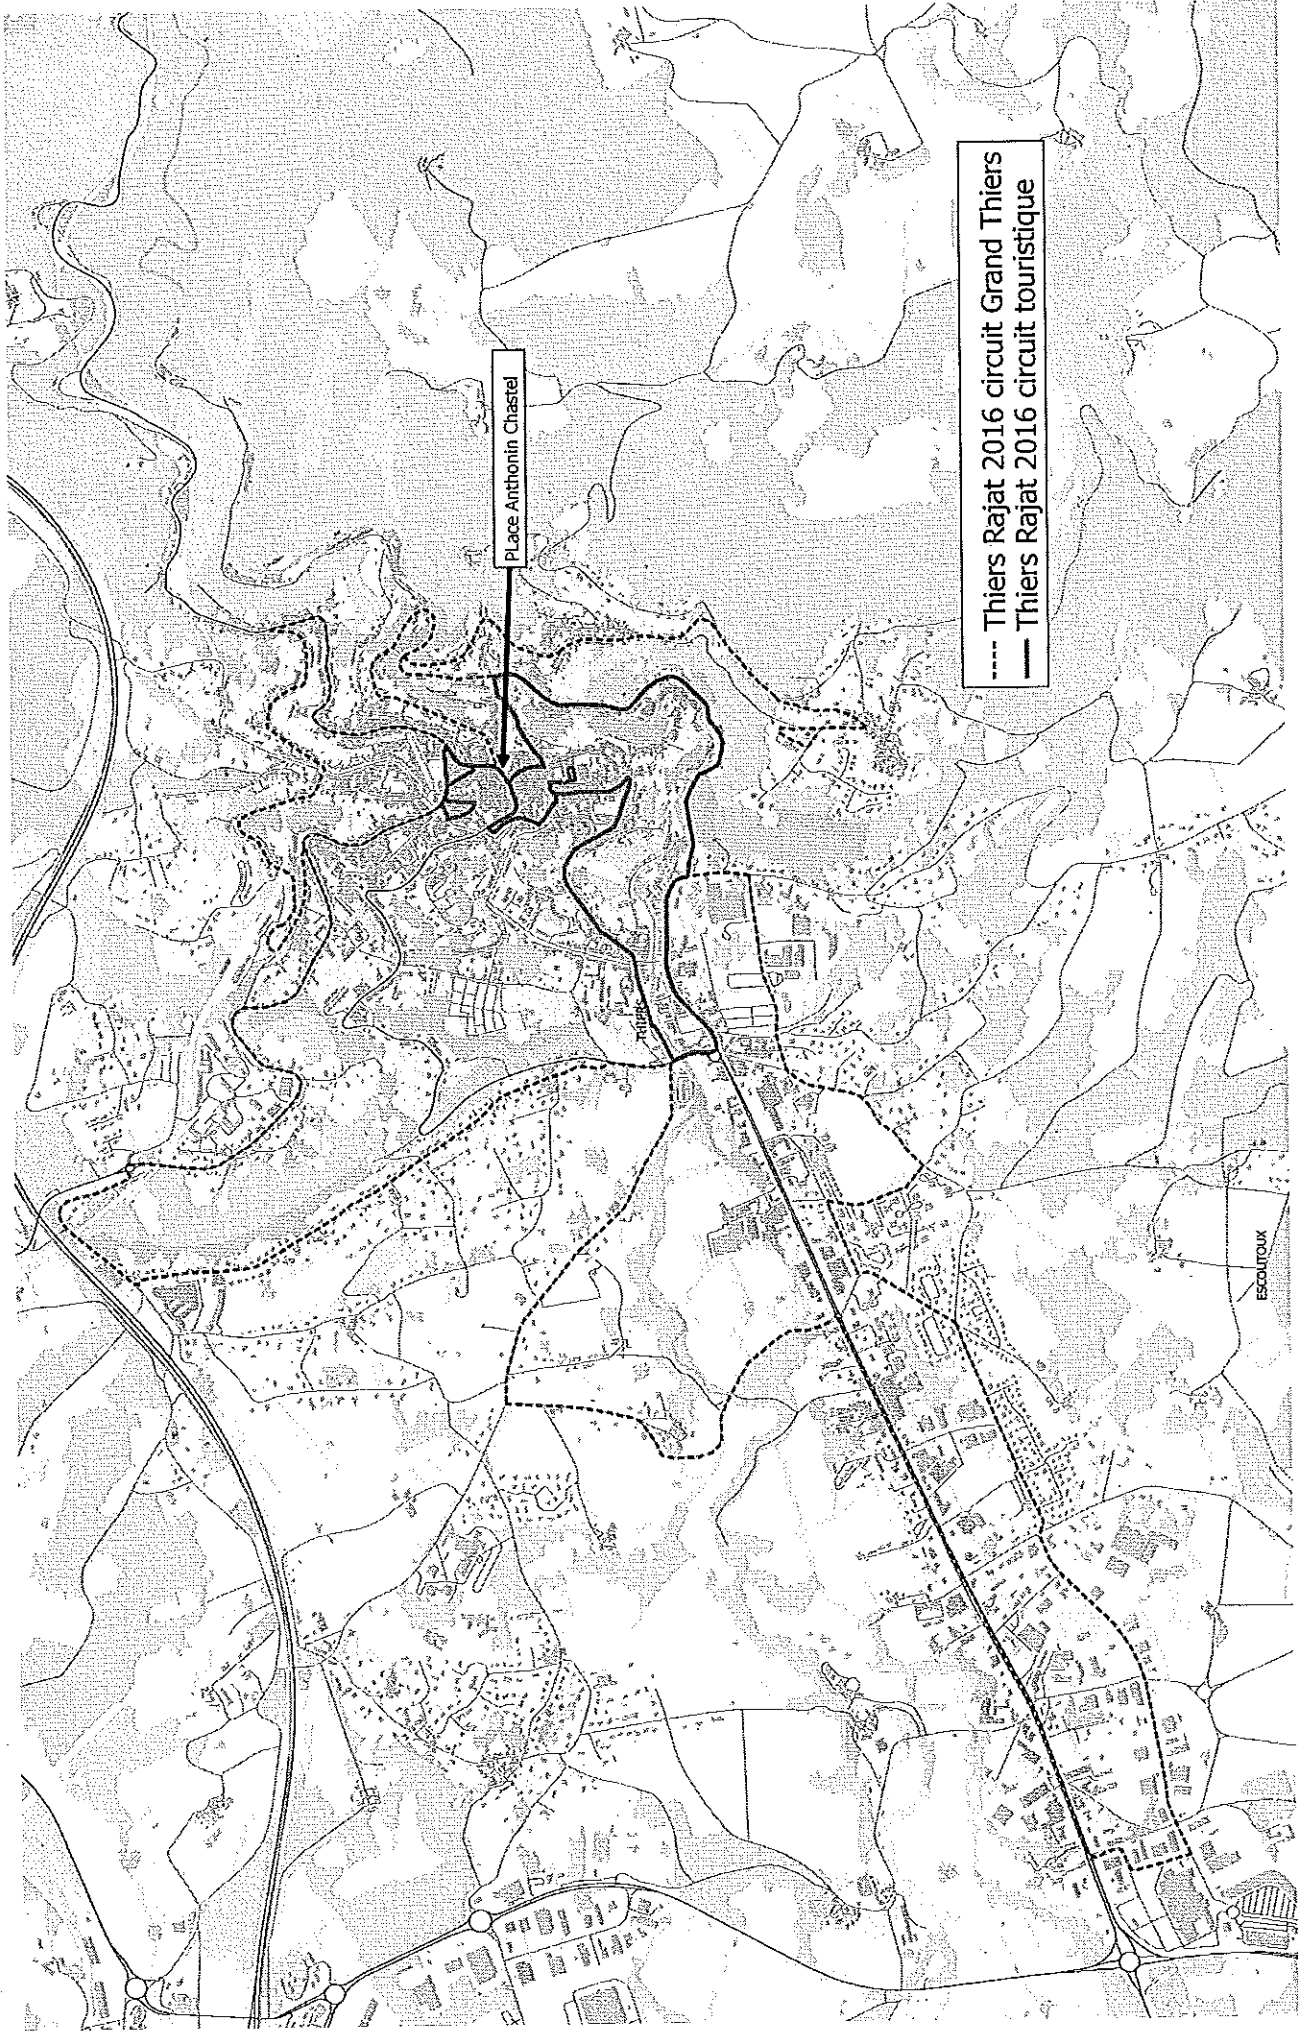 PLace Anthonin Chastel
---- Thiers Rajat 2016 circuit Grand Thiers
Thiers Rajat 2016 circuit touristique
THIERS
ESCOUTOUX